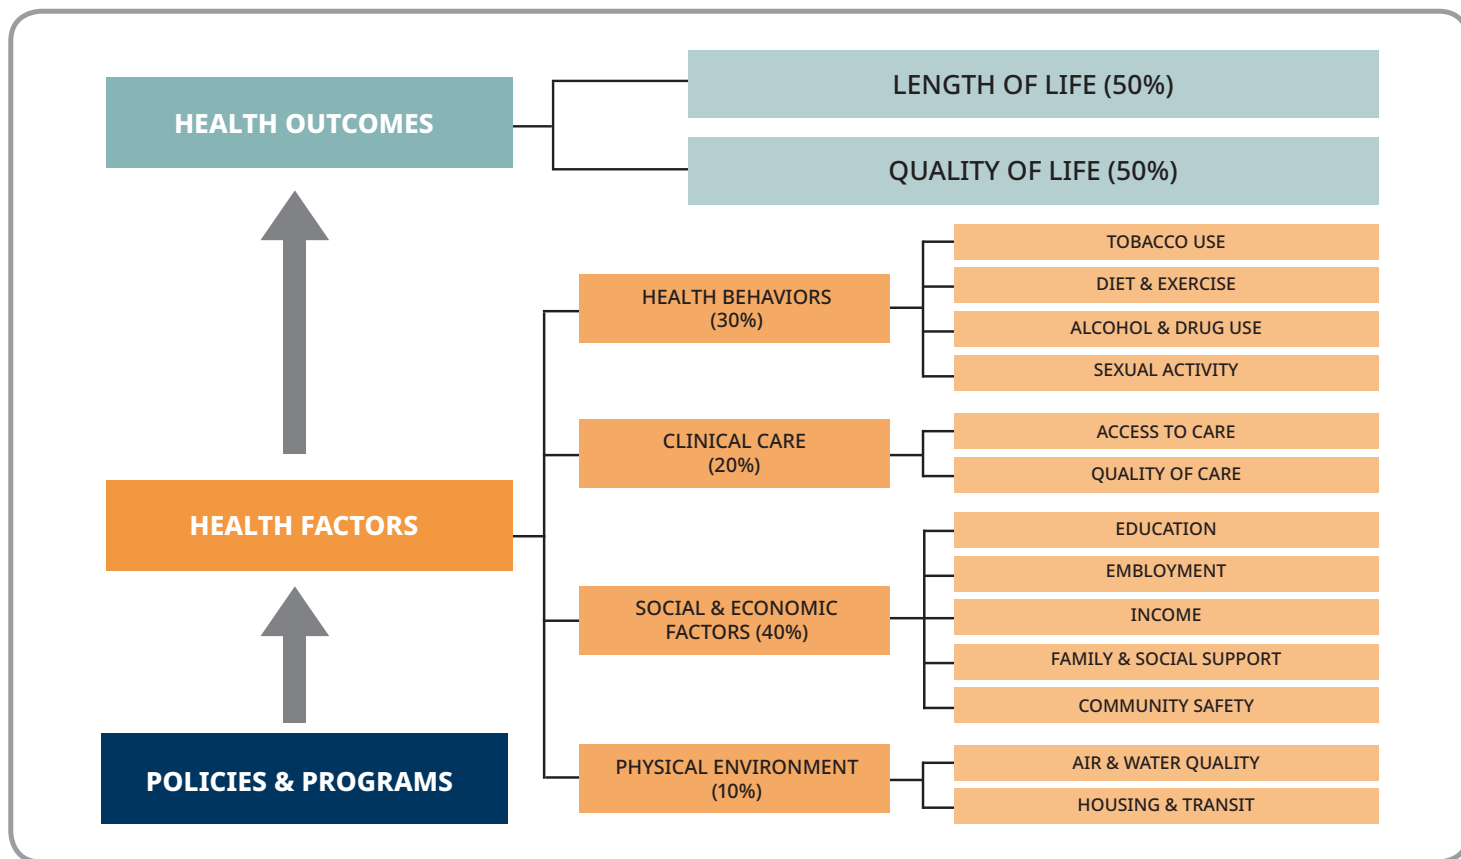 HEALTH OUTCOMES
LENGTH OF LIFE (50%)
QUALITY OF LIFE (50%)
HEALTH FACTORS
HEALTH BEHAVIORS
(30%)
TOBACCO USE
DIET & EXERCISE
ALCOHOL & DRUG USE
SEXUAL ACTIVITY
CLINICAL CARE
(20%)
ACCESS TO CARE
QUALITY OF CARE
SOCIAL & ECONOMIC
FACTORS (40%)
EDUCATION
EMPLOYMENT
INCOME
FAMILY & SOCIAL SUPPORT
COMMUNITY SAFETY
PHYSICAL ENVIRONMENT
(10%)
AIR & WATER QUALITY
HOUSING & TRANSIT
POLICIES & PROGRAMS